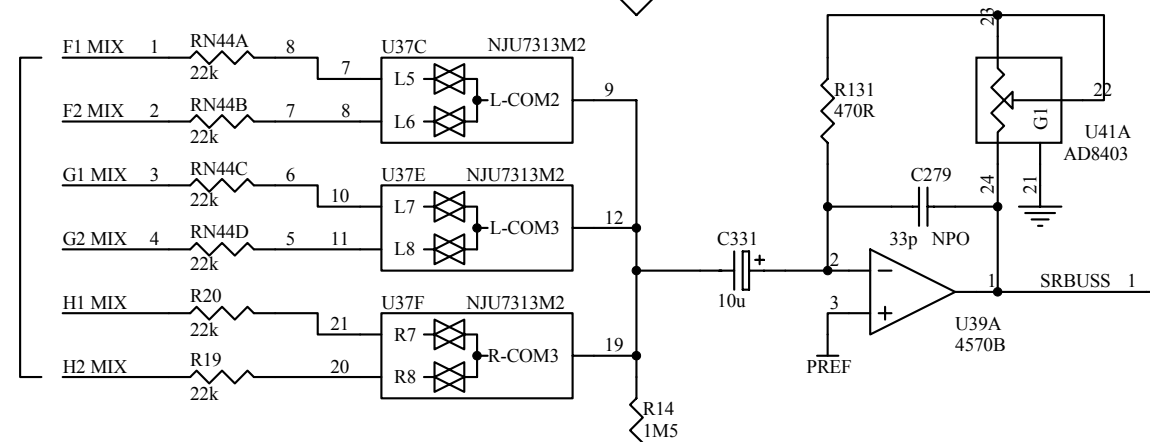 F1 MIX 1 RN44A 8
22k
7
F2 MIX 2 RN44B 7 8
22k
U37C NJU7313M2
L5
L6
L-COM2
9
G1 MIX 3 RN44C 6
22k
10
G2 MIX 4 RN44D 5 11
22k
U37E NJU7313M2
L7
L8
L-COM3
12
H1 MIX R20
22k
21
H2 MIX R19 20
22k
U37F NJU7313M2
R7
R8
R-COM3
19
R14
1M5
C331
+
10u
R131
470R
23
22
G1
U41A
AD8403
24
21
C279
33p NPO
2
−
3
+
PREF
1
U39A
4570B
SRBUSS 1